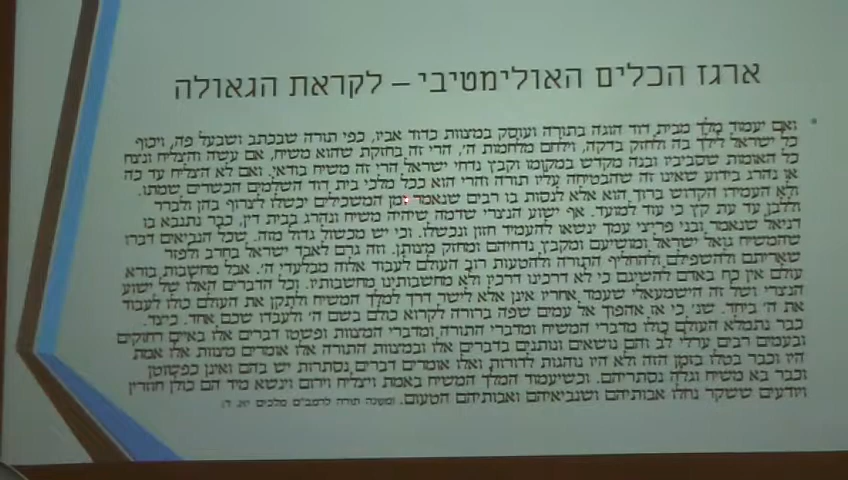 ארגז הכלים האולימטיבי – לקראת הגאולה
ואם יעמוד מלך מבית דוד הוגה בתורה ועוסק במצוות כדוד אביו, כפי תורה שבכתב ושבעל פה, ויכוף
כל ישראל לילך בה ולחזק בדקה, וילחם מלחמות ה', הרי זה בחזקת שהוא משיח, אם עשה והצליח וניצח
כל האומות שסביביו ובנה מקדש במקומו וקבץ נדחי ישראל הרי זה משיח בודאי. ואם לא הצליח עד כה
או נהרג בידוע שאינו זה שהבטיחה עליו תורה והרי הוא ככל מלכי בית דוד השלמים הכשרים שמתו.
ולא העמידו הקדוש ברוך הוא אלא לנסות בו רבים שנאמר ומן המשכילים יכשלו לצרוף בהן ולברר
וללבן עד עת קץ כי עוד למועד. אף ישוע הנצרי שדמה שיהיה משיח ונהרג בבית דין, כבר נתנבא בו
דניאל שנאמר ובני פריצי עמך ינשאו להעמיד חזון ונכשלו. וכי יש מכשול גדול מזה. שכל הנביאים דברו
שהמשיח גואל ישראל ומושיעם ומקבץ נדחיהם ומחזק מצותן. וזה גרם לאבד ישראל בחרב ולפזר
שאריתם ולהשפילם ולהחליף התורה ולהטעות רוב העולם לעבוד אלוה מבלעדי ה'. אבל מחשבות בורא
עולם אין כח באדם להשיגם כי לא דרכינו דרכיו ולא מחשבותינו מחשבותיו. וכל הדברים האלו של ישוע
הנצרי ושל זה הישמעאלי שעמד אחריו אינן אלא לישר דרך למלך המשיח ולתקן את העולם כולו לעבוד
את ה' ביחד. שנ' כי אז אהפוך אל עמים שפה ברורה לקרוא כולם בשם ה' ולעבדו שכם אחד. כיצד.
כבר נתמלא העולם כולו מדברי המשיח ומדברי התורה ומדברי המצוות ופשטו דברים אלו באיים רחוקים
ובעמים רבים ערלי לב והם נושאים ונותנים בדברים אלו ובמצוות התורה אלו אומרים מצוות אלו אמת
היו וכבר בטלו בזמן הזה ולא היו נוהגות לדורות ואלו אומרים דברים נסתרות יש בהם ואינן כפשוטן
וכבר בא משיח וגלה נסתריהם. וכשיעמוד המלך המשיח באמת ויצליח וירום וינשא מיד הם כולן חוזרין
ויודעים ששקר נחלו אבותיהם ושנביאיהם ואבותיהם הטעום. (משנה תורה לרמב"ם מלכים יא, ד)